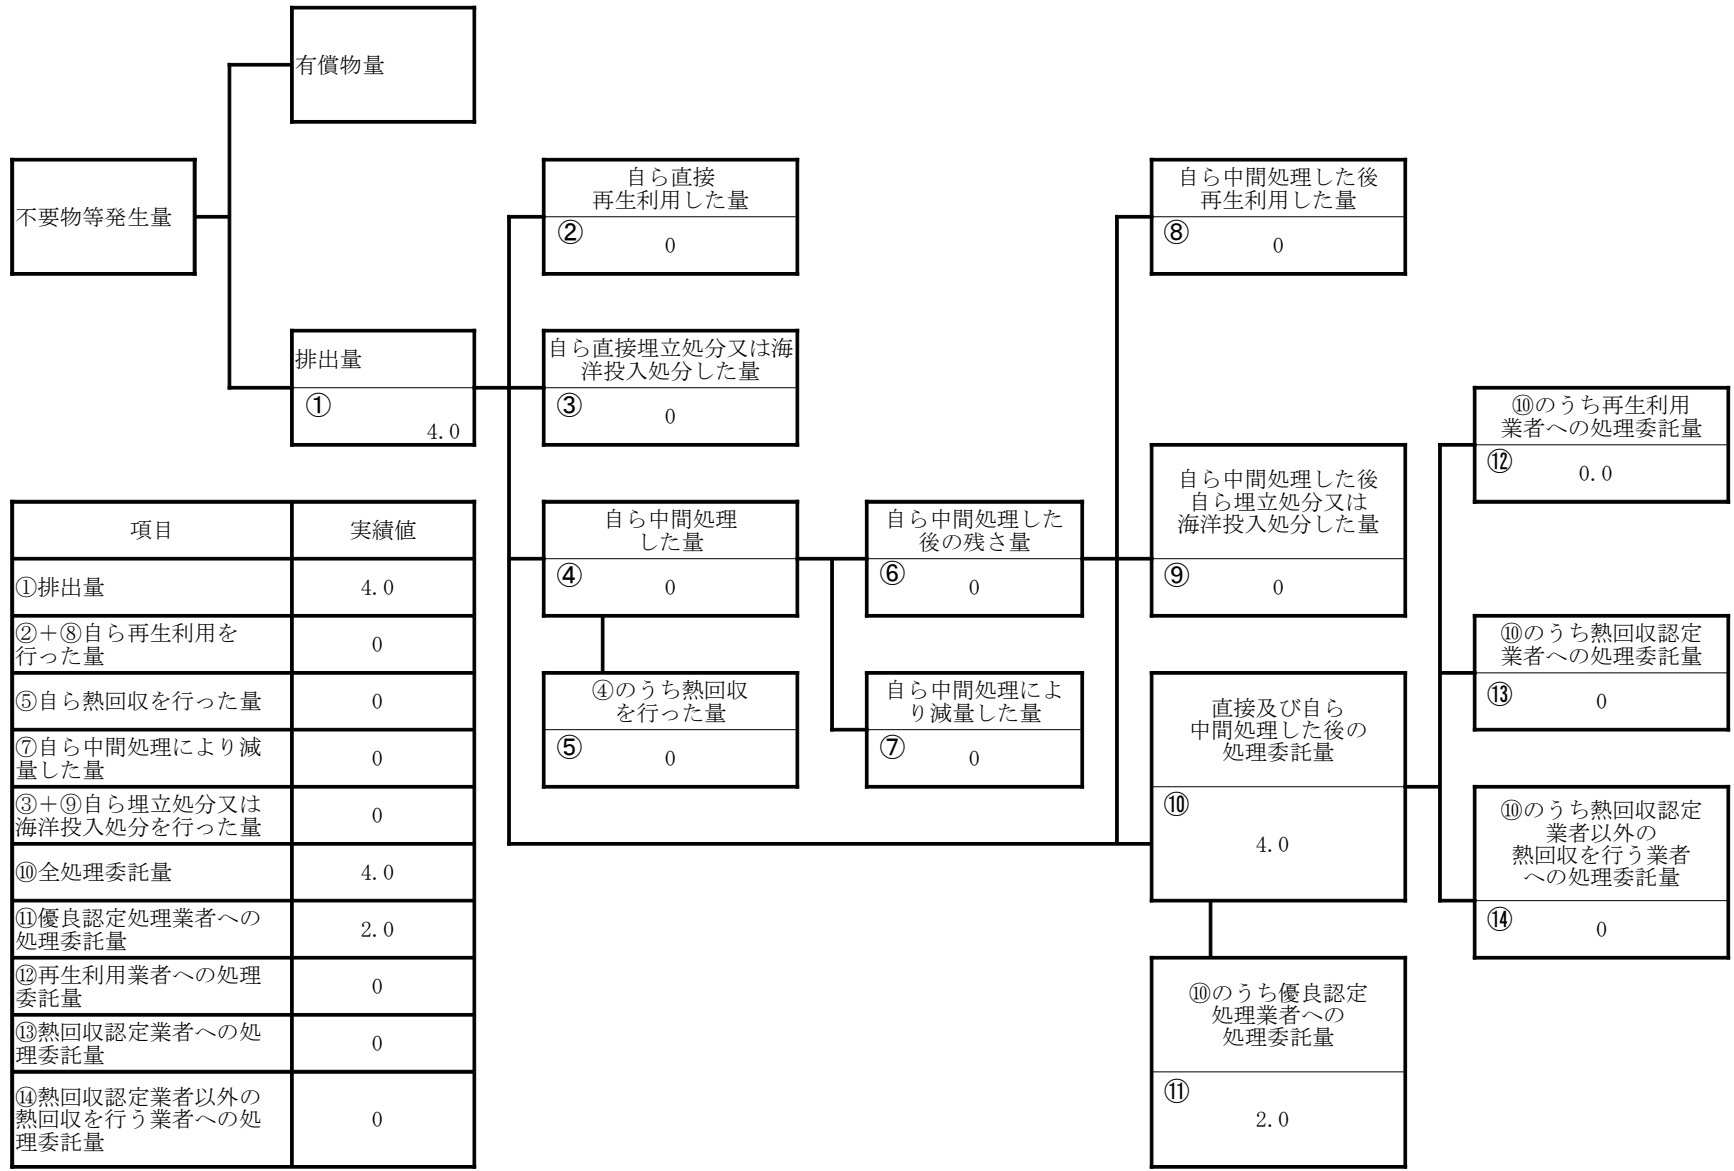 有償物量
不要物等発生量
排出量
①
4.0
自ら直接
再生利用した量
②
0
自ら直接埋立処分又は海
洋投入処分した量
③
0
自ら中間処理
した量
④
0
④のうち熱回収
を行った量
⑤
0
自ら中間処理した
後の残さ量
⑥
0
自ら中間処理によ
り減量した量
⑦
0
自ら中間処理した後
再生利用した量
⑧
0
自ら中間処理した後
自ら埋立処分又は
海洋投入処分した量
⑨
0
直接及び自ら
中間処理した後の
処理委託量
⑩
4.0
⑩のうち優良認定
処理業者への
処理委託量
⑪
2.0
⑩のうち再生利用
業者への処理委託量
⑫
0.0
⑩のうち熱回収認定
業者への処理委託量
⑬
0
⑩のうち熱回収認定
業者以外の
熱回収を行う業者
への処理委託量
⑭
0
項目 実績値
①排出量 4.0
②＋⑧自ら再生利用を
行った量
0
⑤自ら熱回収を行った量 0
⑦自ら中間処理により減
量した量
0
③＋⑨自ら埋立処分又は
海洋投入処分を行った量
0
⑩全処理委託量 4.0
⑪優良認定処理業者への
処理委託量
2.0
⑫再生利用業者への処理
委託量
0
⑬熱回収認定業者への処
理委託量
0
⑭熱回収認定業者以外の
熱回収を行う業者への処
理委託量
0